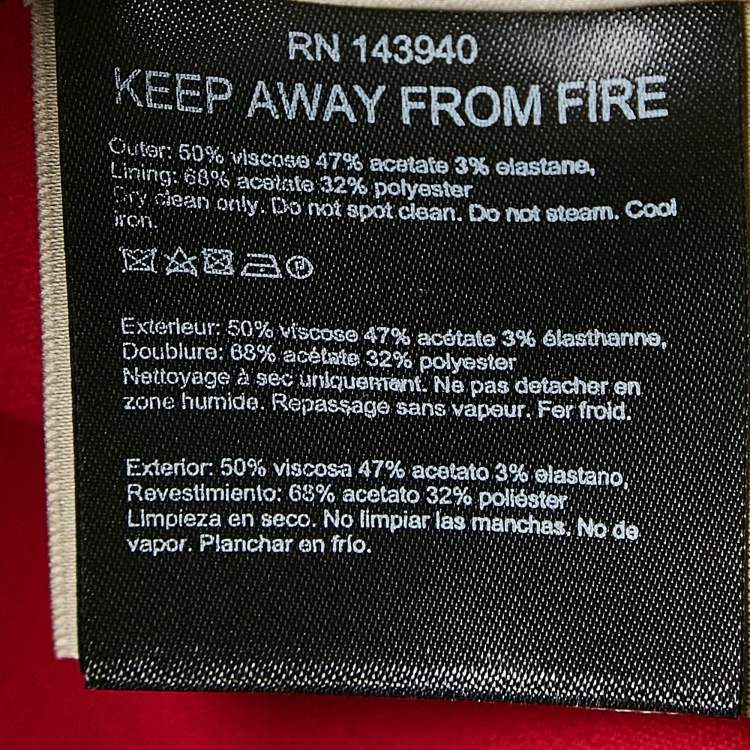 RN 143940
KEEP AWAY FROM FIRE
Outer: 50% viscose 47% acetate 3% elastane,
Lining: 68% acetate 32% polyester
Dry clean only. Do not spot clean. Do not steam. Cool
iron.
Exterieur: 50% viscose 47% acétate 3% élasthanne,
Doublure: 68% acétate 32% polyester
Nettoyage à sec uniquement. Ne pas detacher en
zone humide. Repassage sans vapeur. Fer froid.
Exterior: 50% viscosa 47% acetato 3% elastano,
Revestimiento: 68% acetato 32% poliéster
Limpieza en seco. No limpiar las manchas. No de
vapor. Planchar en frío.